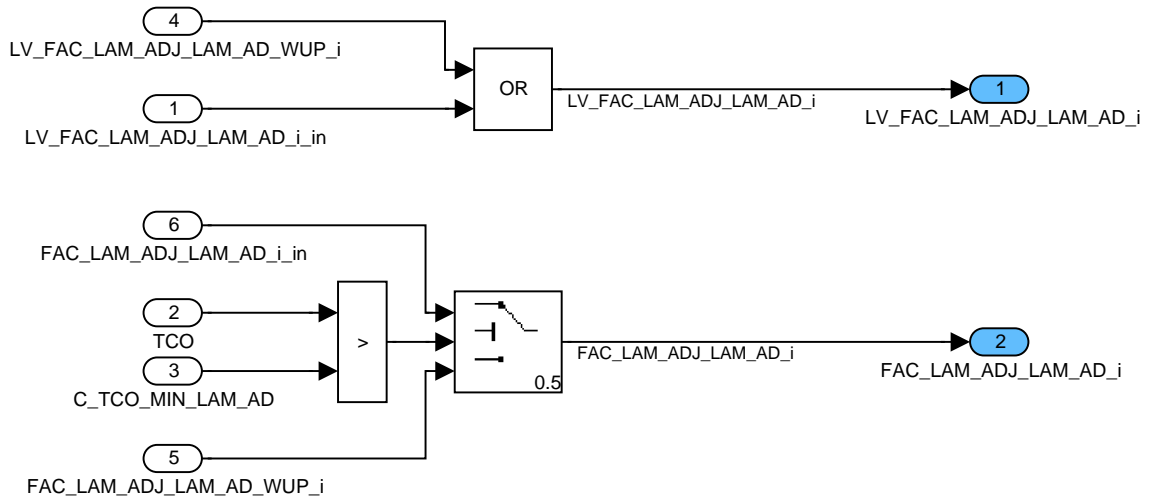 4
LV_FAC_LAM_ADJ_LAM_AD_WUP_i
OR
LV_FAC_LAM_ADJ_LAM_AD_i
1
LV_FAC_LAM_ADJ_LAM_AD_i
1
LV_FAC_LAM_ADJ_LAM_AD_i_in
6
FAC_LAM_ADJ_LAM_AD_i_in
2
TCO
>
FAC_LAM_ADJ_LAM_AD_i
2
FAC_LAM_ADJ_LAM_AD_i
3
C_TCO_MIN_LAM_AD
0.5
5
FAC_LAM_ADJ_LAM_AD_WUP_i